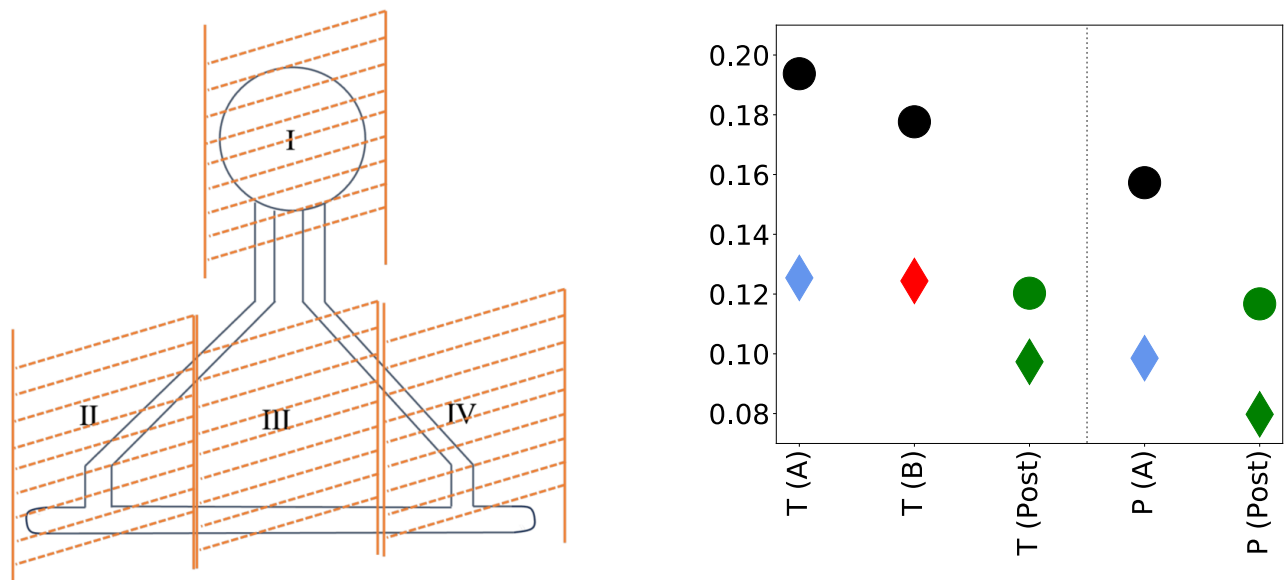 I
II
III
IV
0.20
0.18
0.16
0.14
0.12
0.10
0.08
T (A)
T (B)
T (Post)
P (A)
P (Post)